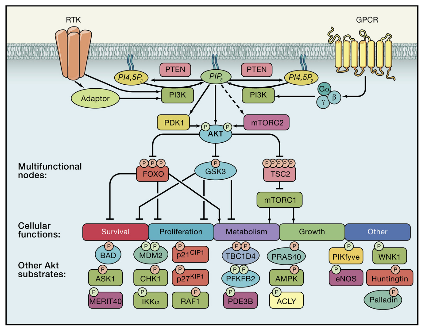 RTK
GPCR
PI4,5P2
PTEN
PIP3
PTEN
PI4,5P2
PI3K
PI3K
Gα
β
γ
Adaptor
PDK1
mTORC2
P
P
AKT
Multifunctional
nodes:
P P P
FOXO
P
GSK3
P P P P P
TSC2
mTORC1
Cellular
functions:
Survival
Proliferation
Metabolism
Growth
Other
Other Akt
substrates:
P
BAD
P P
MDM2
P P
p21CIP1
P P
TBC1D4
P
PRAS40
P
PIKfyve
P
WNK1
P
ASK1
P
CHK1
P
p27KIP1
P P
PFKFB2
P
AMPK
P
eNOS
P
Huntingtin
P
MERIT40
P
IKKα
P
RAF1
P
PDE3B
P
ACLY
P
Palladin